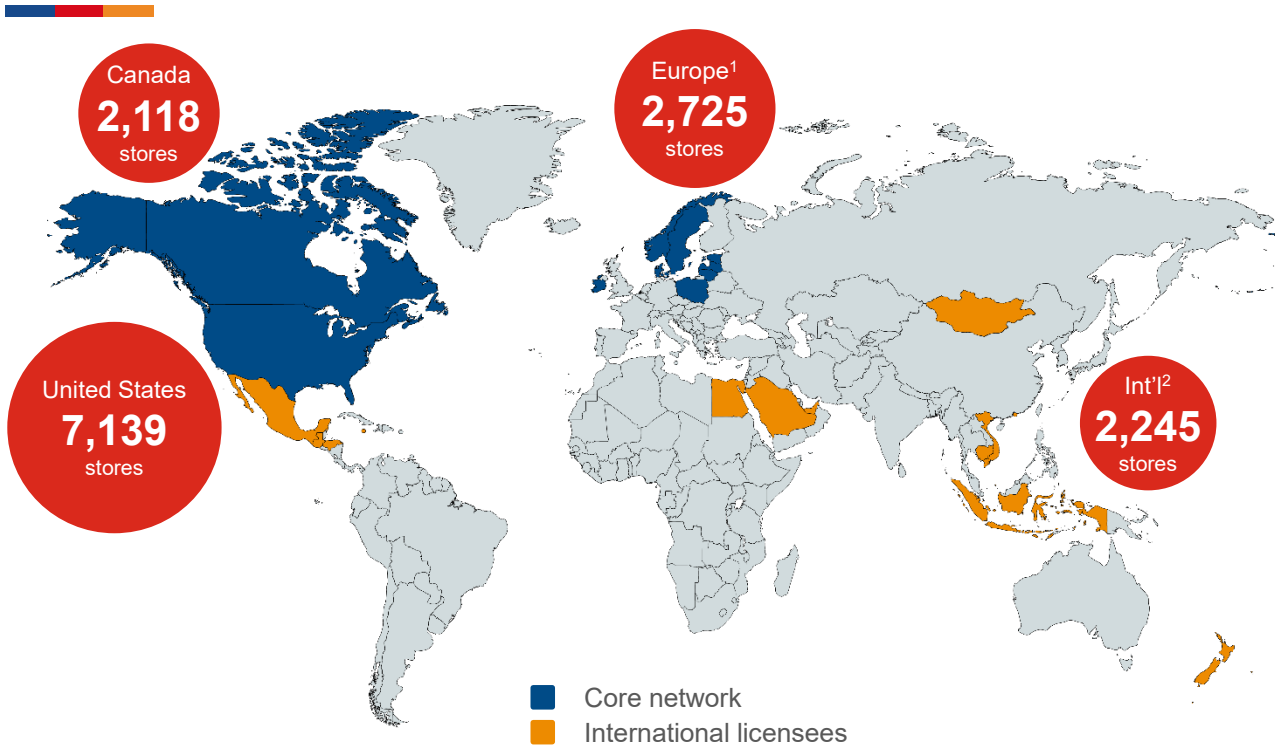 Canada
2,118
stores
Europe1
2,725
stores
United States
7,139
stores
Int'l2
2,245
stores
Core network
International licensees